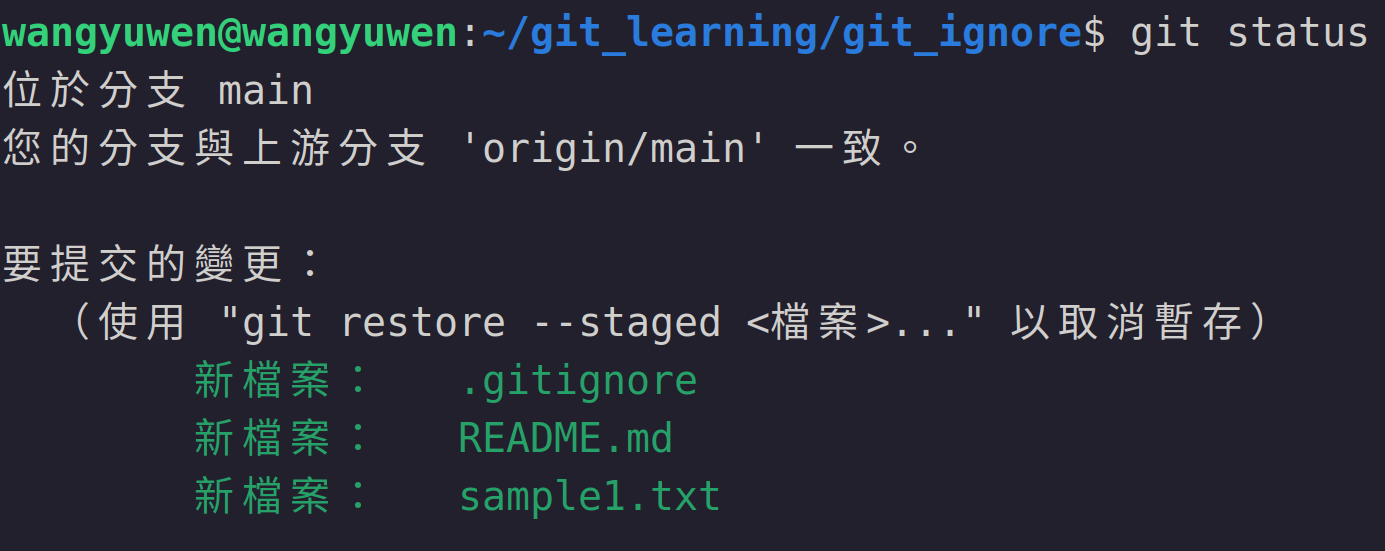 wangyuwen@wangyuwen:~/git_learning/git_ignore$ git status
位於分支 main
您的分支與上游分支 'origin/main' 一致。
要提交的變更：
（使用 "git restore --staged <檔案>..." 以取消暫存）
新檔案：   .gitignore
新檔案：   README.md
新檔案：   sample1.txt